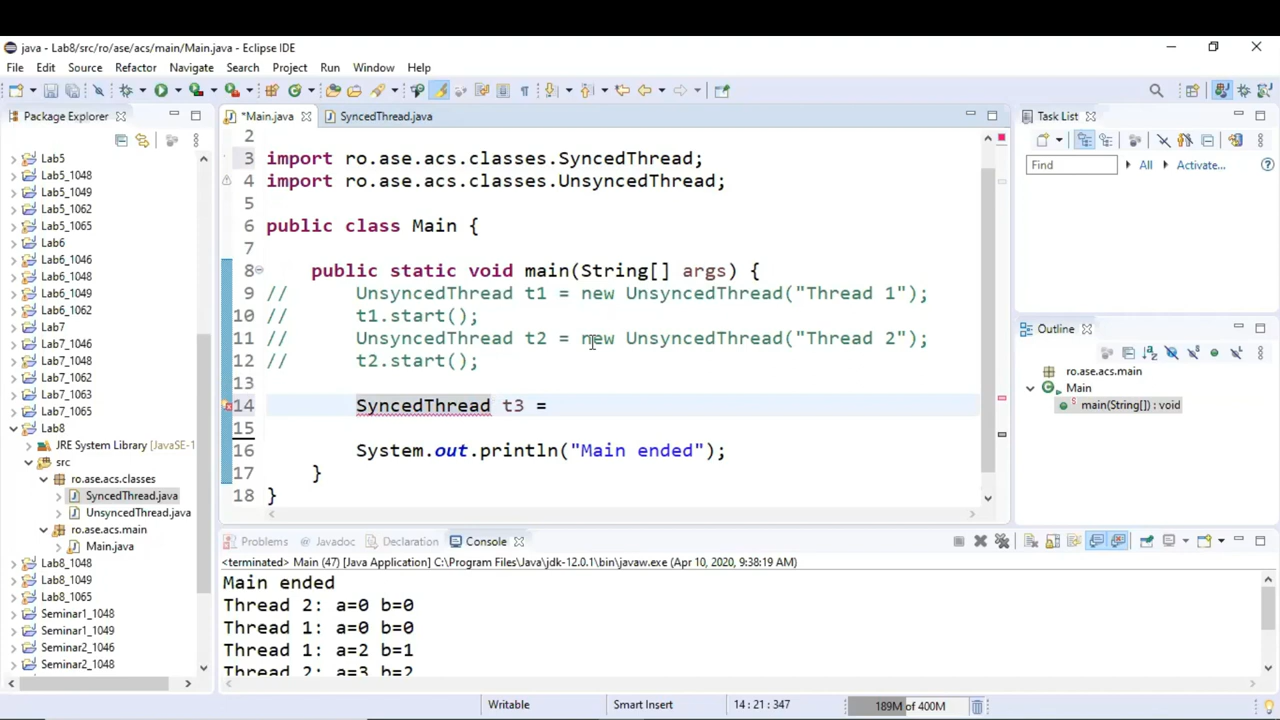 java - Lab8/src/ro/ase/acs/main/Main.java - Eclipse IDE
File Edit Source Refactor Navigate Search Project Run Window Help
Package Explorer
*Main.java SyncedThread.java
Task List
Find All Activate...
Lab5
Lab5_1048
Lab5_1049
Lab5_1062
Lab5_1065
Lab6
Lab6_1046
Lab6_1048
Lab6_1049
Lab6_1062
Lab7
Lab7_1046
Lab7_1048
Lab7_1062
Lab7_1063
Lab7_1065
Lab8
JRE System Library [JavaSE-1
src
ro.ase.acs.classes
SyncedThread.java
UnsyncedThread.java
ro.ase.acs.main
Main.java
Lab8_1048
Lab8_1049
Lab8_1065
Seminar1_1048
Seminar1_1049
Seminar2_1046
Seminar2_1048
2
3 import ro.ase.acs.classes.SyncedThread;
4 import ro.ase.acs.classes.UnsyncedThread;
5
6 public class Main {
7
8 public static void main(String[] args) {
9 // UnsyncedThread t1 = new UnsyncedThread("Thread 1");
10 // t1.start();
11 // UnsyncedThread t2 = new UnsyncedThread("Thread 2");
12 // t2.start();
13
14 SyncedThread t3 =
15
16 System.out.println("Main ended");
17 }
18 }
Outline
ro.ase.acs.main
Main
main(String[]) : void
Problems Javadoc Declaration Console
<terminated> Main (47) [Java Application] C:\Program Files\Java\jdk-12.0.1\bin\javaw.exe (Apr 10, 2020, 9:38:19 AM)
Main ended
Thread 2: a=0 b=0
Thread 1: a=0 b=0
Thread 1: a=2 b=1
Thread 2: a=3 b=2
Writable Smart Insert 14 : 21 : 347 189M of 400M